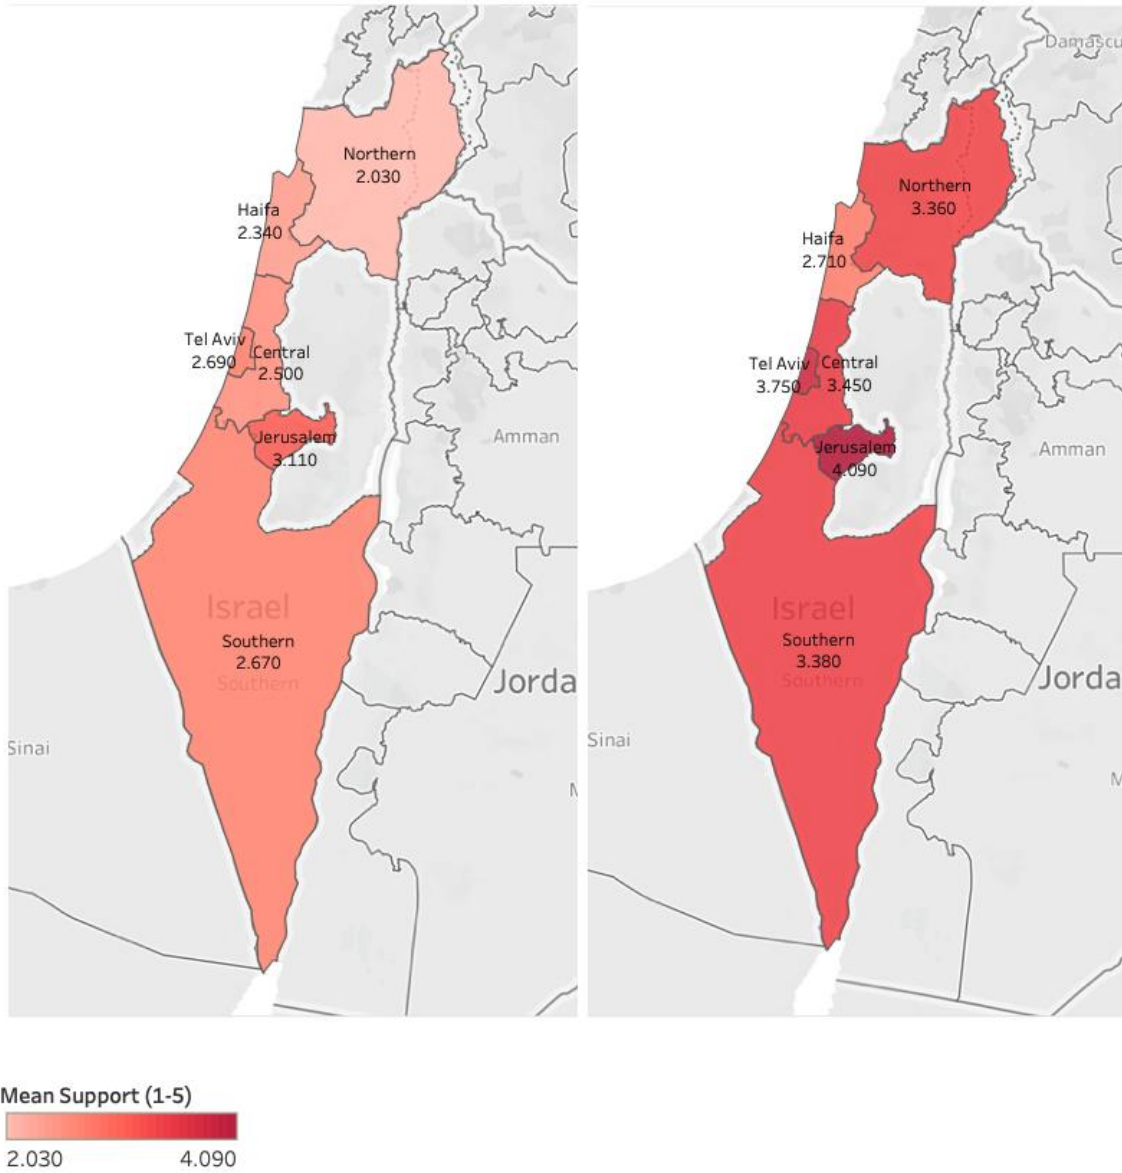 Northern
2.030
Haifa
2.340
Tel Aviv
2.690
Central
2.500
Jerusalem
3.110
Amman
Israel
Southern
2.670
Southern
Jorda
Sinai
M
Damascu
Northern
3.360
Haifa
2.710
Tel Aviv
3.750
Central
3.450
Jerusalem
4.090
Amman
Israel
Southern
3.380
Southern
Jorda
Sinai
M
Mean Support (1-5)
2.030
4.090